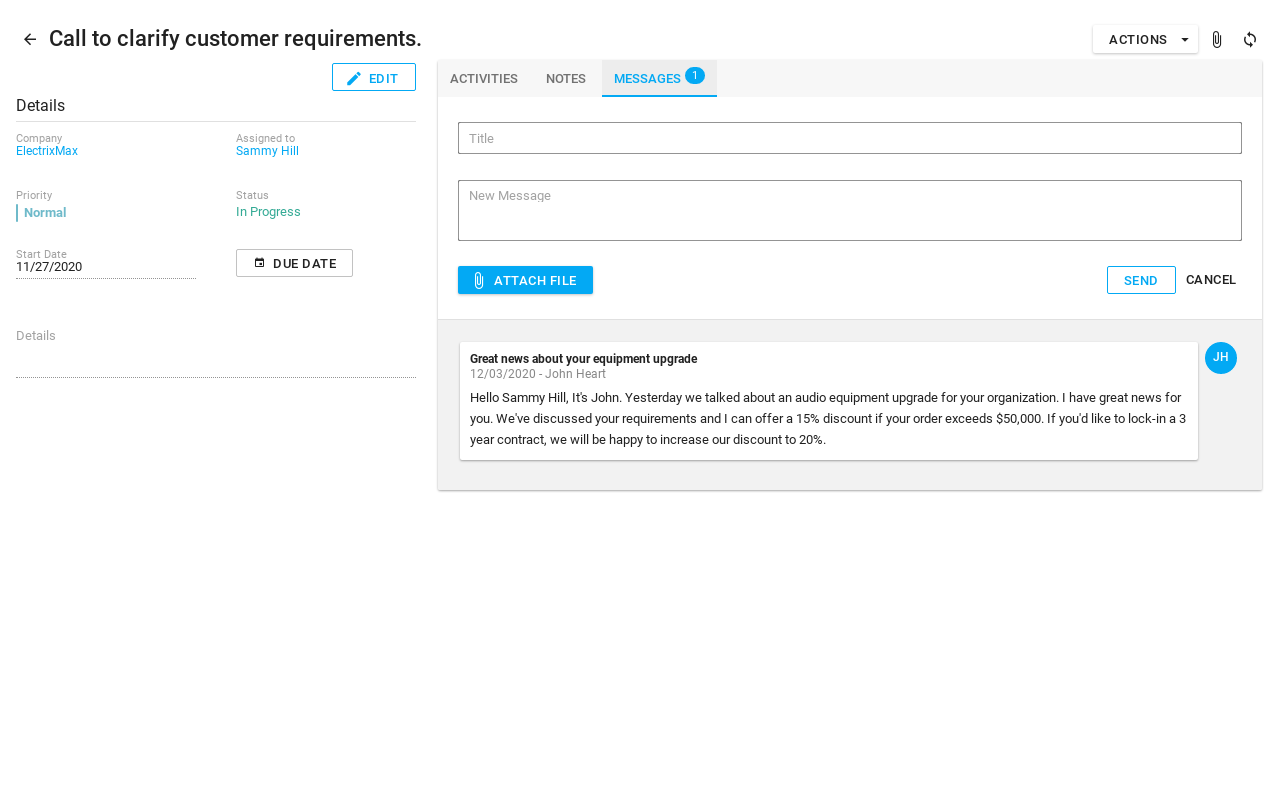 Call to clarify customer requirements.
ACTIONS
EDIT
Details
Company
ElectrixMax
Assigned to
Sammy Hill
Priority
Normal
Status
In Progress
Start Date
11/27/2020
DUE DATE
Details
ACTIVITIES
NOTES
MESSAGES 1
Title
New Message
ATTACH FILE
SEND
CANCEL
Great news about your equipment upgrade
12/03/2020 - John Heart
Hello Sammy Hill, It's John. Yesterday we talked about an audio equipment upgrade for your organization. I have great news for
you. We've discussed your requirements and I can offer a 15% discount if your order exceeds $50,000. If you'd like to lock-in a 3
year contract, we will be happy to increase our discount to 20%.
JH